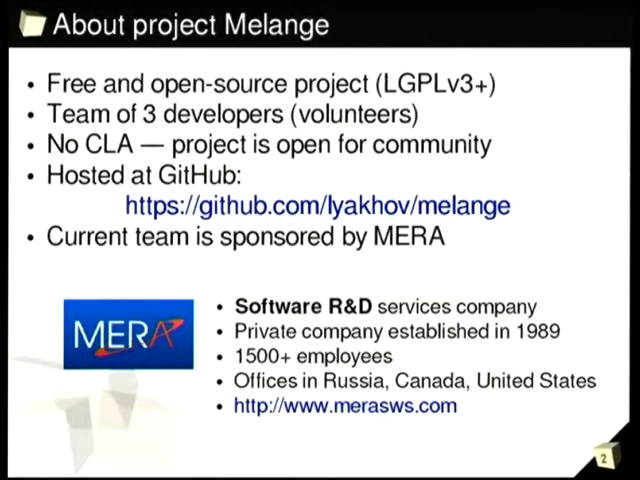 About project Melange
• Free and open-source project (LGPLv3+)
• Team of 3 developers (volunteers)
• No CLA — project is open for community
• Hosted at GitHub:
https://github.com/lyakhov/melange
• Current team is sponsored by MERA
MERA
• Software R&D services company
• Private company established in 1989
• 1500+ employees
• Offices in Russia, Canada, United States
• http://www.merasws.com
2